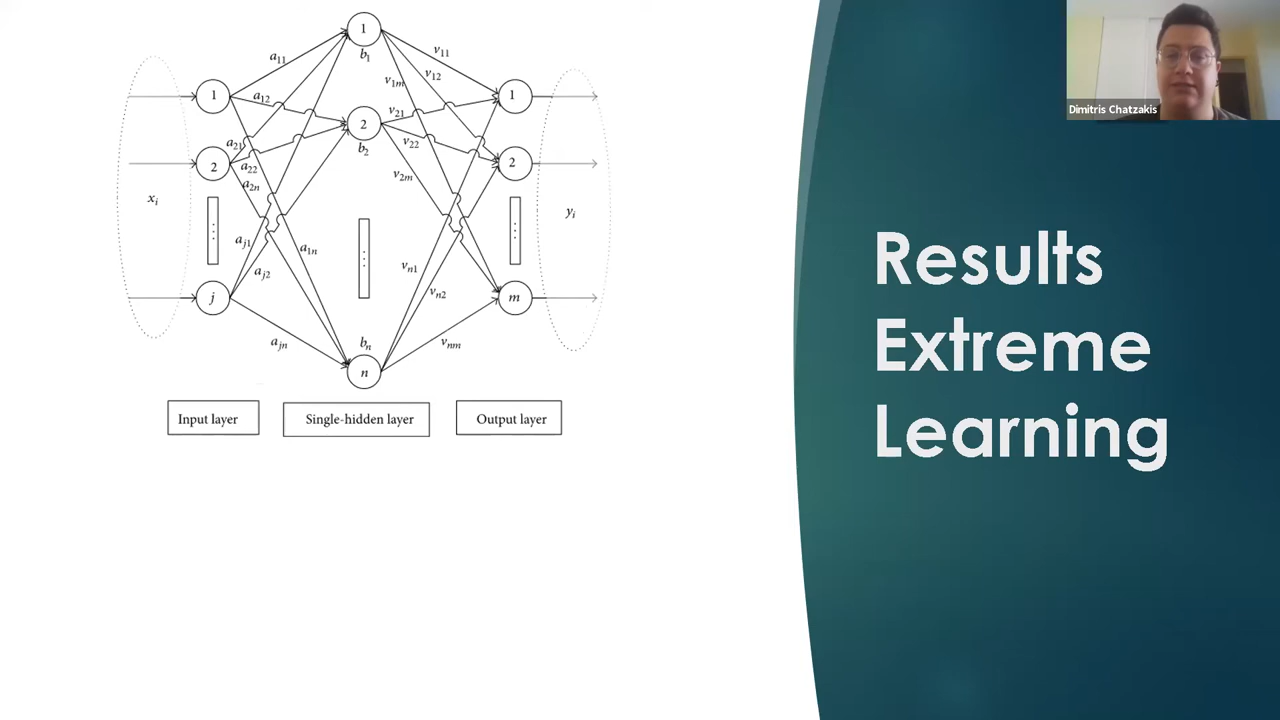 1
b1
a11
v11
v12
v1m
1
a12
1
2
b2
v21
v22
v2m
a21
a22
a2n
2
2
xi
yi
aj1
aj2
a1n
vn1
vn2
j
m
ajn
bn
vnm
n
Input layer
Single-hidden layer
Output layer
Dimitris Chatzakis
Results
Extreme
Learning